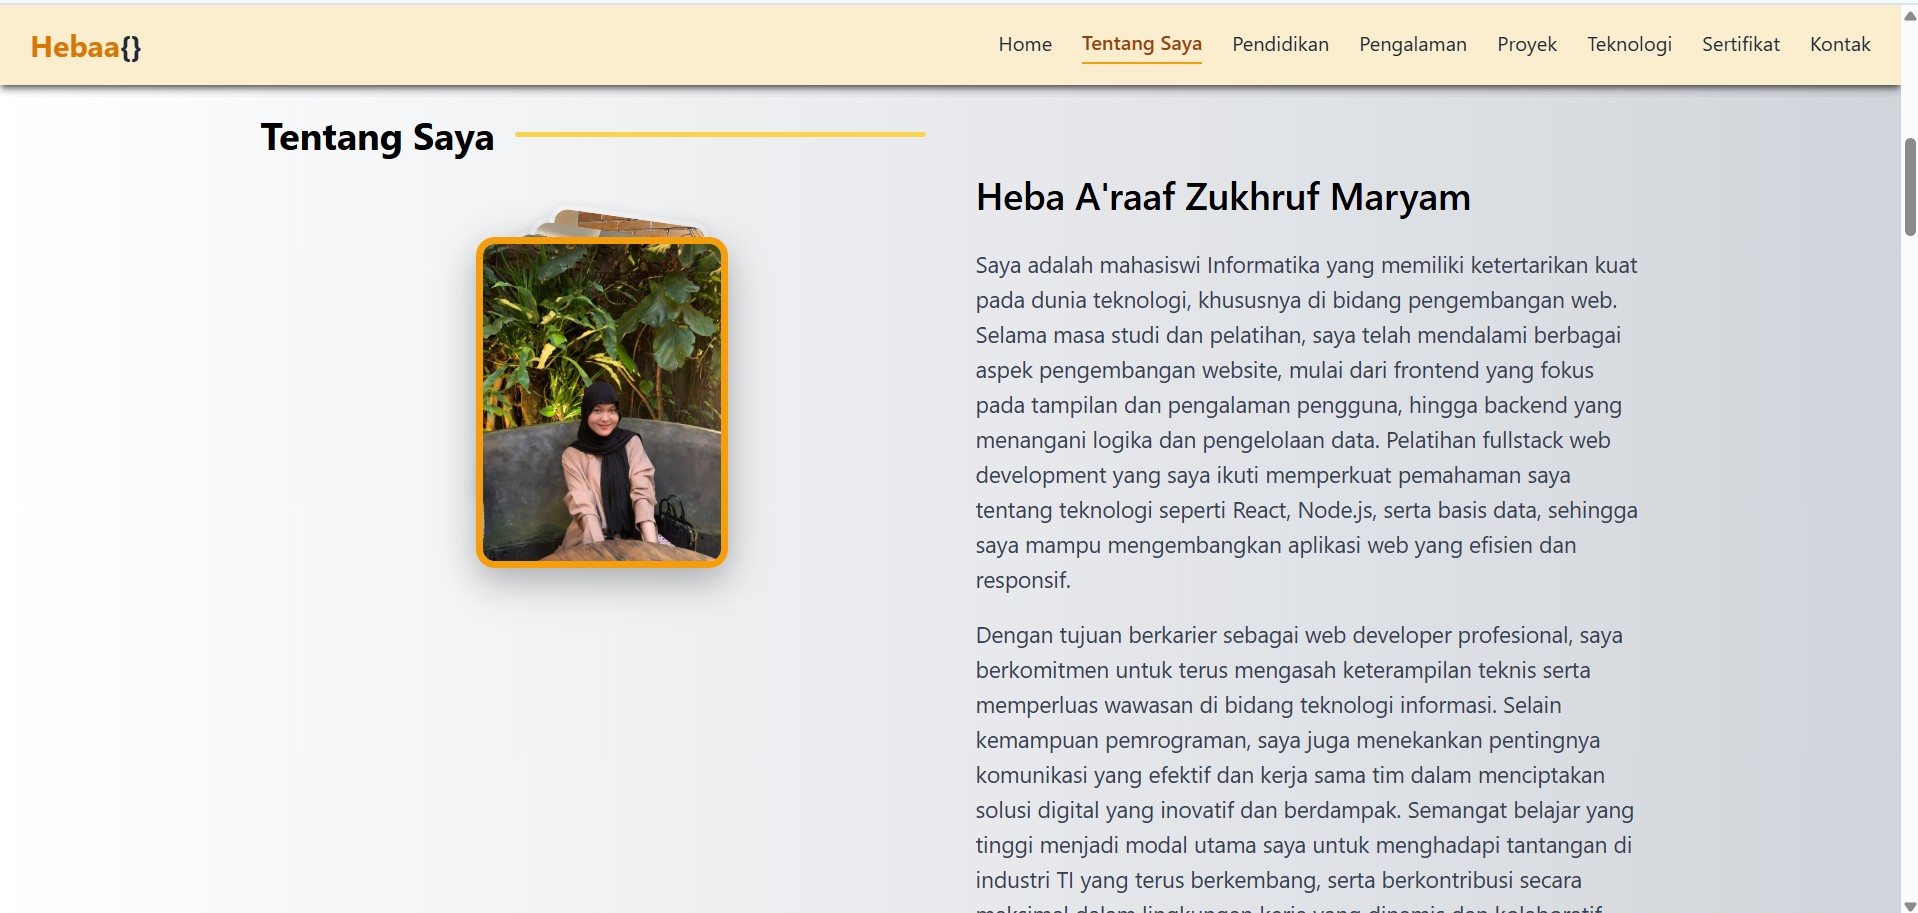 Hebaa{}
Home Tentang Saya Pendidikan Pengalaman Proyek Teknologi Sertifikat Kontak
Tentang Saya
Heba A'raaf Zukhruf Maryam
Saya adalah mahasiswi Informatika yang memiliki ketertarikan kuat
pada dunia teknologi, khususnya di bidang pengembangan web.
Selama masa studi dan pelatihan, saya telah mendalami berbagai
aspek pengembangan website, mulai dari frontend yang fokus
pada tampilan dan pengalaman pengguna, hingga backend yang
menangani logika dan pengelolaan data. Pelatihan fullstack web
development yang saya ikuti memperkuat pemahaman saya
tentang teknologi seperti React, Node.js, serta basis data, sehingga
saya mampu mengembangkan aplikasi web yang efisien dan
responsif.
Dengan tujuan berkarier sebagai web developer profesional, saya
berkomitmen untuk terus mengasah keterampilan teknis serta
memperluas wawasan di bidang teknologi informasi. Selain
kemampuan pemrograman, saya juga menekankan pentingnya
komunikasi yang efektif dan kerja sama tim dalam menciptakan
solusi digital yang inovatif dan berdampak. Semangat belajar yang
tinggi menjadi modal utama saya untuk menghadapi tantangan di
industri TI yang terus berkembang, serta berkontribusi secara
maksimal dalam lingkungan kerja yang dinamis dan kolaboratif.